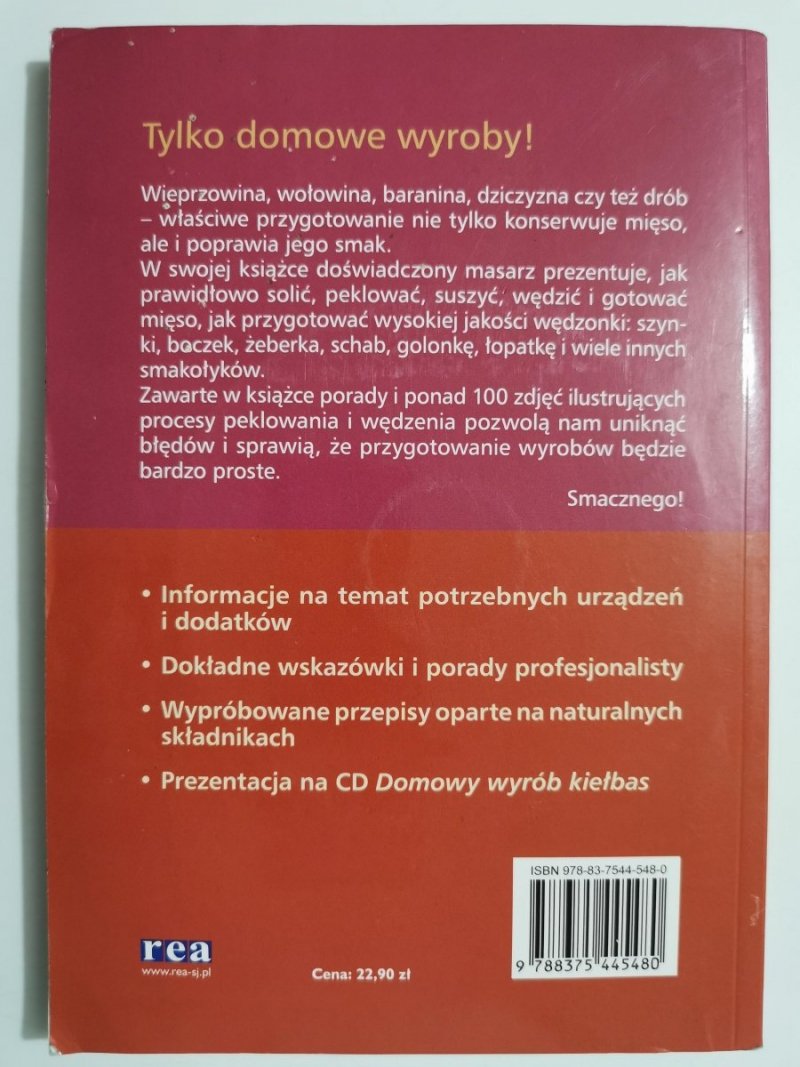 Tylko domowe wyroby!
Wieprzowina, wołowina, baranina, dziczyzna czy też drób
– właściwe przygotowanie nie tylko konserwuje mięso,
ale i poprawia jego smak.
W swojej książce doświadczony masarz prezentuje, jak
prawidłowo solić, peklować, suszyć, wędzić i gotować
mięso, jak przygotować wysokiej jakości wędzonki: szyn-
ki, boczek, żeberka, schab, golonkę, łopatkę i wiele innych
smakołyków.
Zawarte w książce porady i ponad 100 zdjęć ilustrujących
procesy peklowania i wędzenia pozwolą nam uniknąć
błędów i sprawią, że przygotowanie wyrobów będzie
bardzo proste.
Smacznego!
• Informacje na temat potrzebnych urządzeń
i dodatków
• Dokładne wskazówki i porady profesjonalisty
• Wypróbowane przepisy oparte na naturalnych
składnikach
• Prezentacja na CD Domowy wyrób kiełbas
ISBN 978-83-7544-548-0
9 788375 445480
rea
www.rea-sj.pl
Cena: 22,90 zł